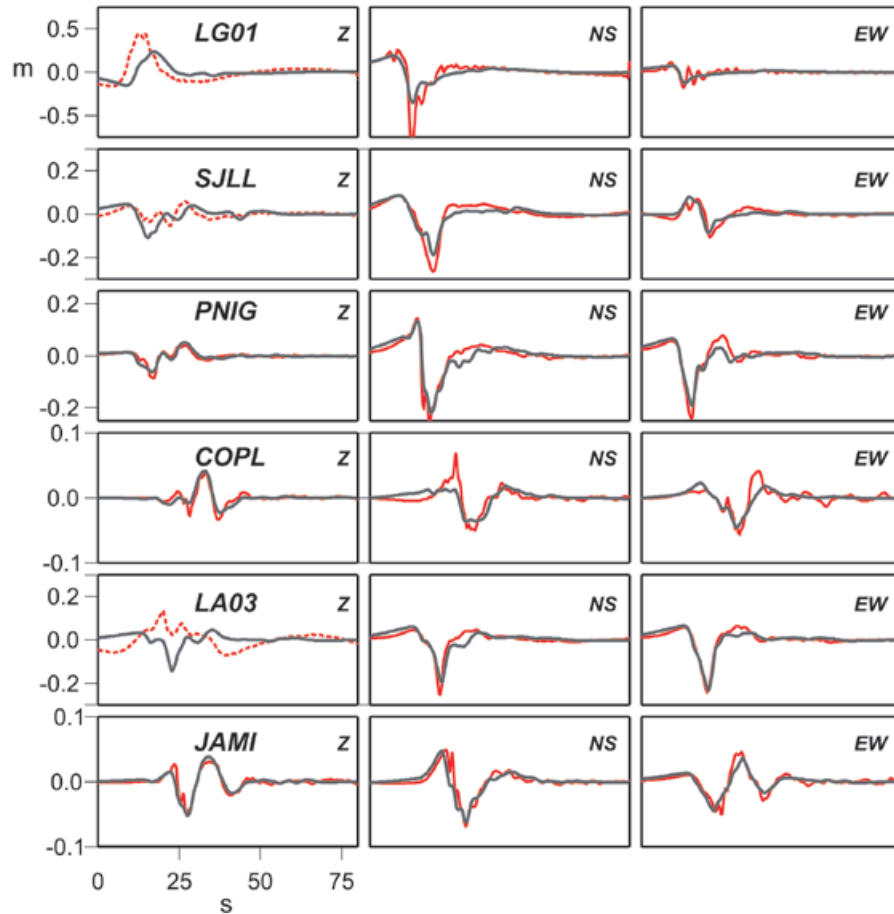 0.5
LG01 Z NS EW
m 0.0
-0.5
0.2
SJLL Z NS EW
0.0
-0.2
0.2
PNIG Z NS EW
0.0
-0.2
0.1
COPL Z NS EW
0.0
-0.1
0.2
LA03 Z NS EW
0.0
-0.2
0.1
JAMI Z NS EW
0.0
-0.1
0 25 50 75
s